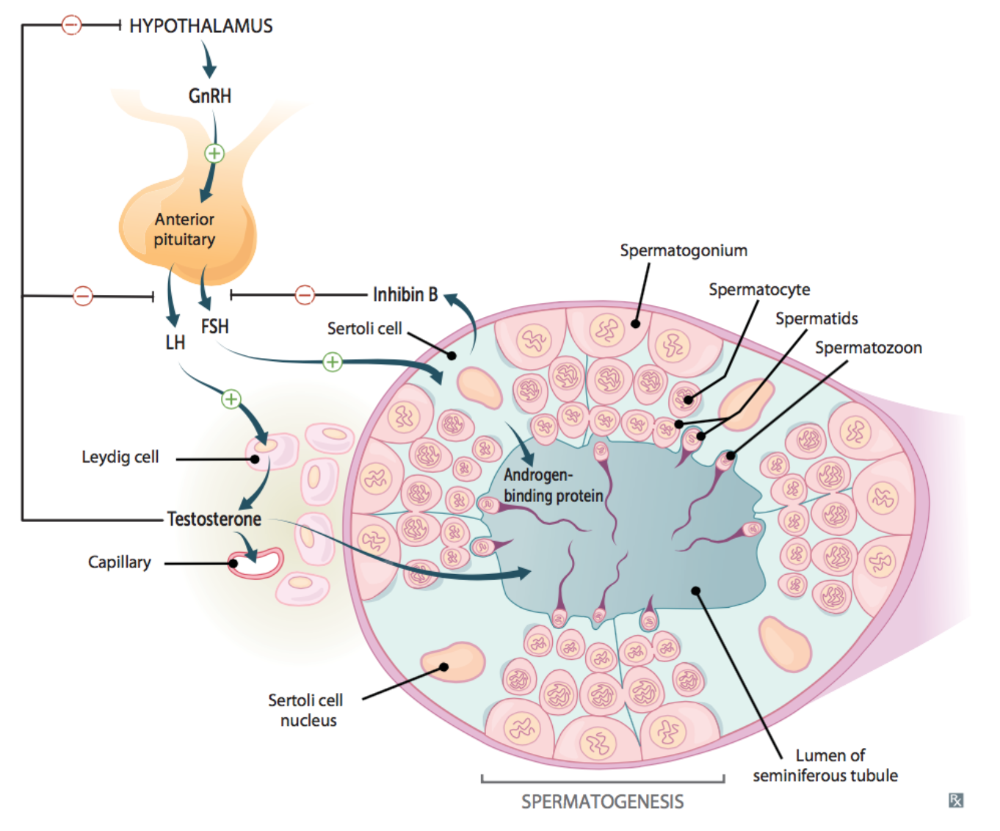 HYPOTHALAMUS
GnRH
Anterior
pituitary
Inhibin B
FSH
LH
Sertoli cell
Spermatogonium
Spermatocyte
Spermatids
Spermatozoon
Leydig cell
Androgen-
binding protein
Testosterone
Capillary
Sertoli cell
nucleus
Lumen of
seminiferous tubule
SPERMATOGENESIS
Rx